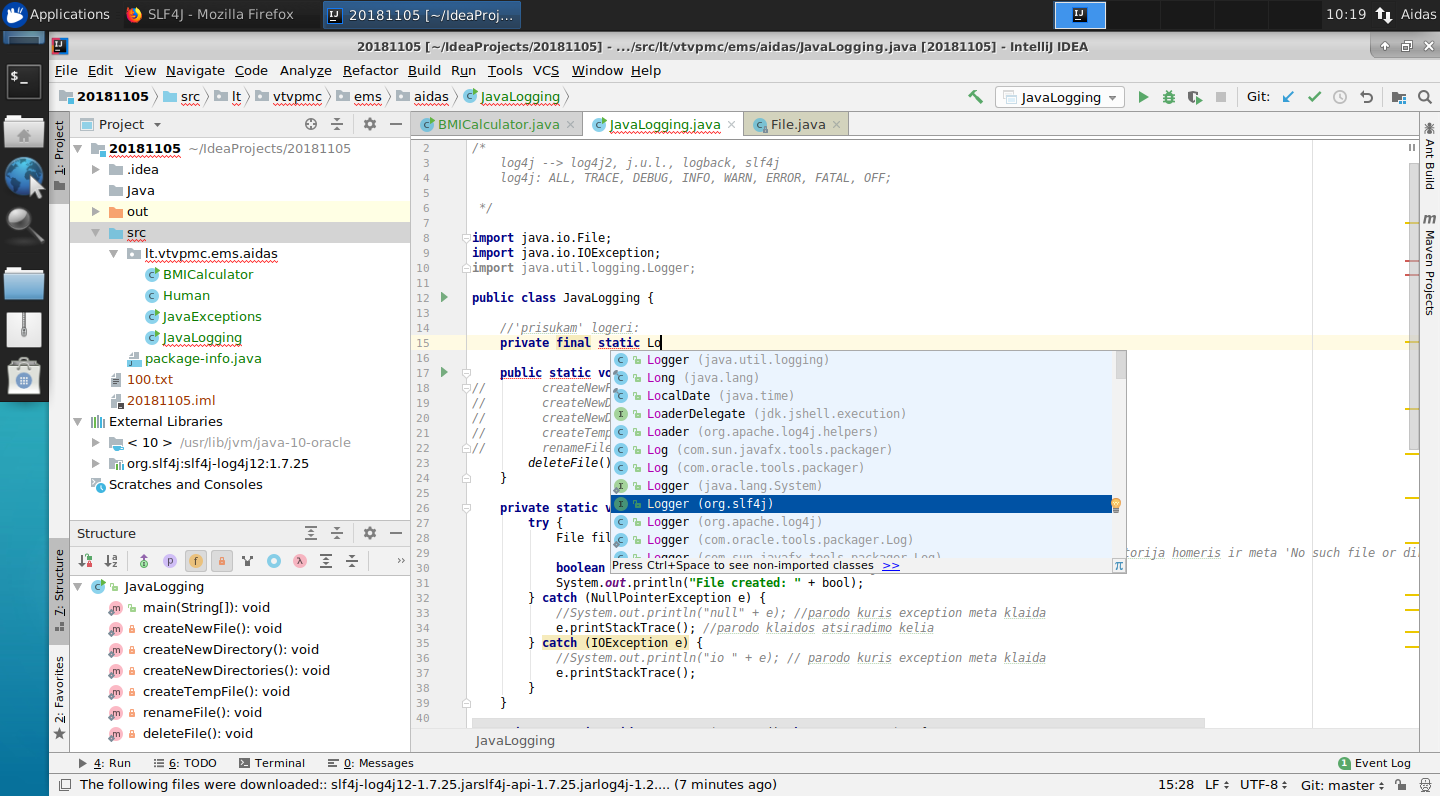 Applications
SLF4J - Mozilla Firefox
20181105 [~/IdeaProj...
10:19
Aidas
20181105 [~/IdeaProjects/20181105] - .../src/lt/vtvpmc/ems/aidas/JavaLogging.java [20181105] - IntelliJ IDEA
File Edit View Navigate Code Analyze Refactor Build Run Tools VCS Window Help
20181105 src lt vtvpmc ems aidas JavaLogging
JavaLogging
Git:
1: Project
Project
BMICalculator.java
JavaLogging.java
File.java
20181105 ~/IdeaProjects/20181105
.idea
Java
out
src
lt.vtvpmc.ems.aidas
BMICalculator
Human
JavaExceptions
JavaLogging
package-info.java
100.txt
20181105.iml
External Libraries
< 10 > /usr/lib/jvm/java-10-oracle
org.slf4j:slf4j-log4j12:1.7.25
Scratches and Consoles
7: Structure
Structure
JavaLogging
main(String[]): void
createNewFile(): void
createNewDirectory(): void
createNewDirectories(): void
createTempFile(): void
renameFile(): void
deleteFile(): void
2: Favorites
2 /*
3 log4j --> log4j2, j.u.l., logback, slf4j
4 log4j: ALL, TRACE, DEBUG, INFO, WARN, ERROR, FATAL, OFF;
5
6 */
7
8 import java.io.File;
9 import java.io.IOException;
10 import java.util.logging.Logger;
11
12 public class JavaLogging {
13
14 //'prisukam' logeri:
15 private final static Lo
16
17 public static vo
18 // createNewF
19 // createNewD
20 // createNewD
21 // createTemp
22 // renameFile
23 deleteFile()
24 }
25
26 private static v
27 try {
28 File fil
29 torija homeris ir meta 'No such file or di
30 boolean
31 System.out.println("File created: " + bool);
32 } catch (NullPointerException e) {
33 //System.out.println("null" + e); //parodo kuris exception meta klaida
34 e.printStackTrace(); //parodo klaidos atsiradimo kelia
35 } catch (IOException e) {
36 //System.out.println("io " + e); // parodo kuris exception meta klaida
37 e.printStackTrace();
38 }
39 }
40
Logger (java.util.logging)
Long (java.lang)
LocalDate (java.time)
LoaderDelegate (jdk.jshell.execution)
Loader (org.apache.log4j.helpers)
Log (com.sun.javafx.tools.packager)
Log (com.oracle.tools.packager)
Logger (java.lang.System)
Logger (org.slf4j)
Logger (org.apache.log4j)
Logger (com.oracle.tools.packager.Log)
Logger (com.sun.javafx.tools.packager.Log)
Press Ctrl+Space to see non-imported classes >>
π
JavaLogging
Ant Build
m Maven Projects
4: Run
6: TODO
Terminal
0: Messages
1 Event Log
The following files were downloaded:: slf4j-log4j12-1.7.25.jarslf4j-api-1.7.25.jarlog4j-1.2.... (7 minutes ago)
15:28
LF
UTF-8
Git: master